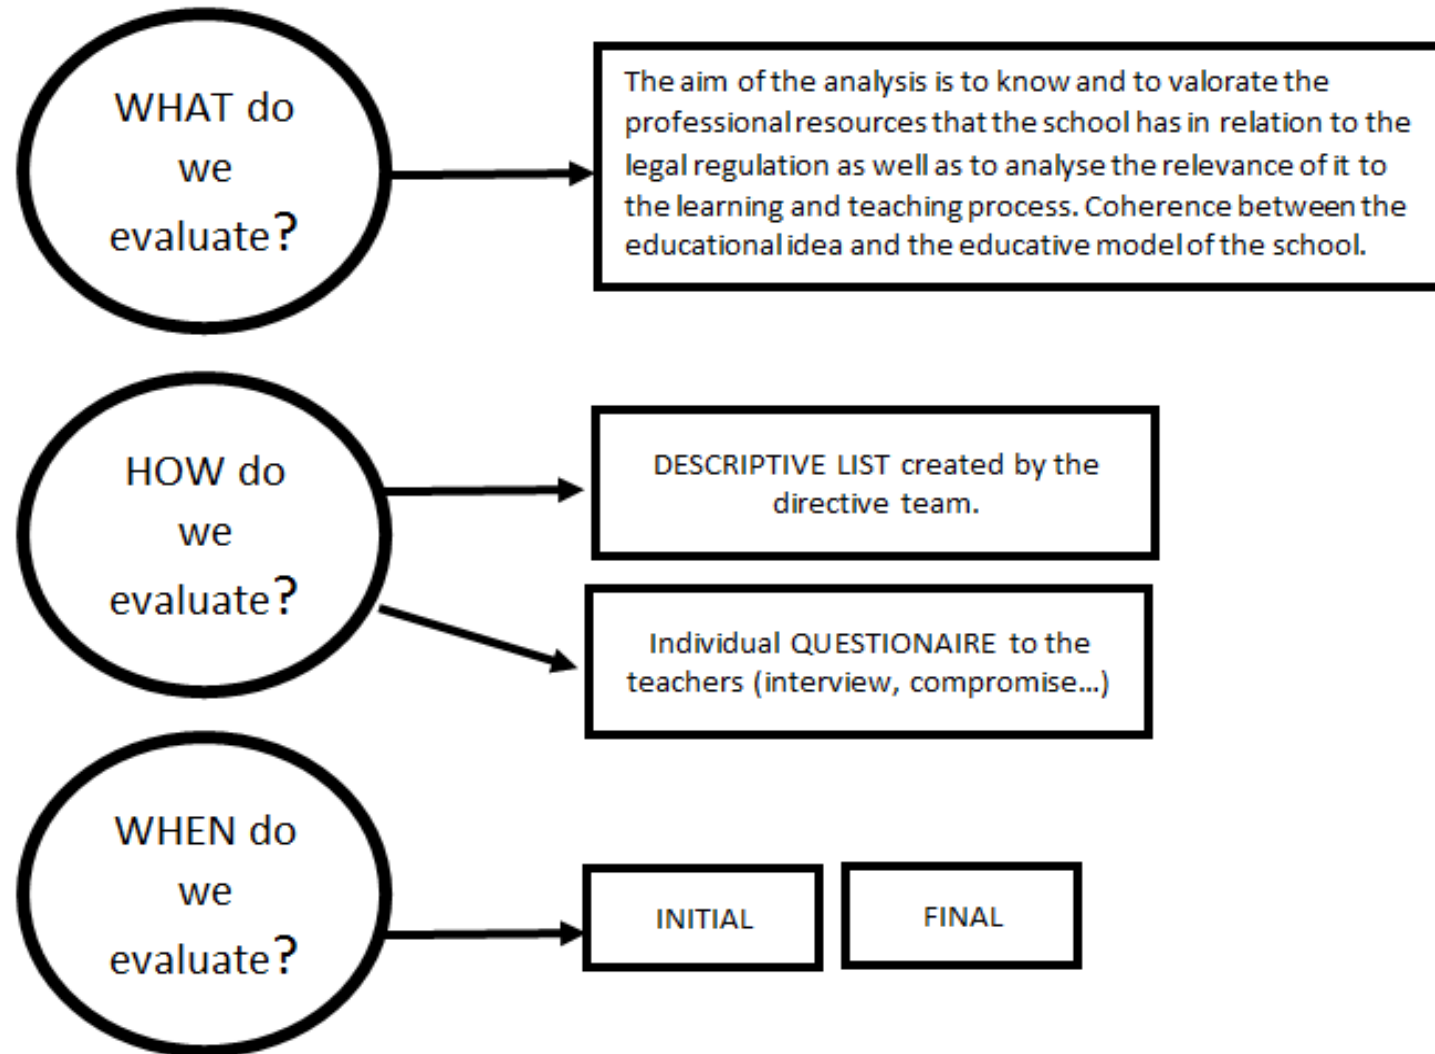 WHAT do
we
evaluate?
The aim of the analysis is to know and to valorate the
professional resources that the school has in relation to the
legal regulation as well as to analyse the relevance of it to
the learning and teaching process. Coherence between the
educational idea and the educative model of the school.
HOW do
we
evaluate?
DESCRIPTIVE LIST created by the
directive team.
Individual QUESTIONAIRE to the
teachers (interview, compromise...)
WHEN do
we
evaluate?
INITIAL
FINAL